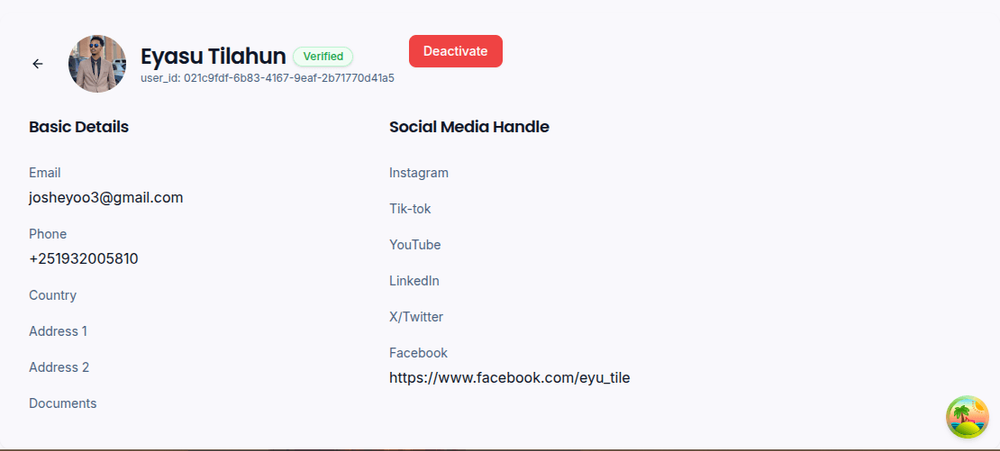 Eyasu Tilahun
Verified
Deactivate
user_id: 021c9fdf-6b83-4167-9eaf-2b71770d41a5
Basic Details
Email
josheyoo3@gmail.com
Phone
+251932005810
Country
Address 1
Address 2
Documents
Social Media Handle
Instagram
Tik-tok
YouTube
LinkedIn
X/Twitter
Facebook
https://www.facebook.com/eyu_tile